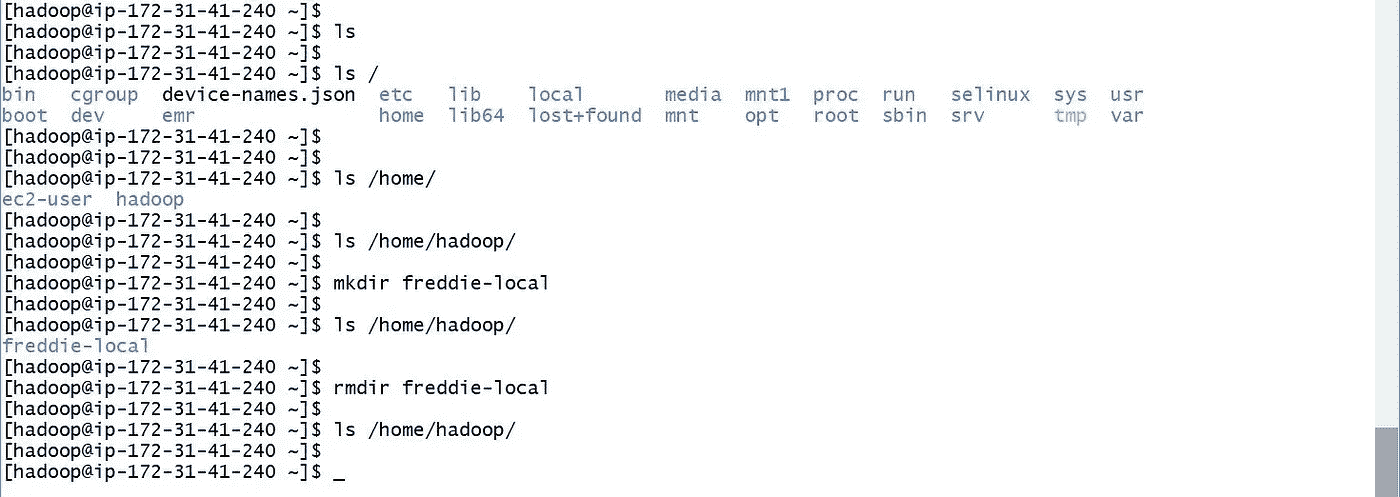 [hadoop@ip-172-31-41-240 ~]$
[hadoop@ip-172-31-41-240 ~]$ ls
[hadoop@ip-172-31-41-240 ~]$
[hadoop@ip-172-31-41-240 ~]$ ls /
bin   cgroup  device-names.json  etc   lib    local       media  mnt1  proc  run   selinux  sys  usr
boot  dev     emr                home  lib64  lost+found  mnt    opt   root  sbin  srv      tmp  var
[hadoop@ip-172-31-41-240 ~]$
[hadoop@ip-172-31-41-240 ~]$
[hadoop@ip-172-31-41-240 ~]$ ls /home/
ec2-user  hadoop
[hadoop@ip-172-31-41-240 ~]$
[hadoop@ip-172-31-41-240 ~]$ ls /home/hadoop/
[hadoop@ip-172-31-41-240 ~]$
[hadoop@ip-172-31-41-240 ~]$ mkdir freddie-local
[hadoop@ip-172-31-41-240 ~]$
[hadoop@ip-172-31-41-240 ~]$ ls /home/hadoop/
freddie-local
[hadoop@ip-172-31-41-240 ~]$
[hadoop@ip-172-31-41-240 ~]$ rmdir freddie-local
[hadoop@ip-172-31-41-240 ~]$
[hadoop@ip-172-31-41-240 ~]$ ls /home/hadoop/
[hadoop@ip-172-31-41-240 ~]$
[hadoop@ip-172-31-41-240 ~]$ _